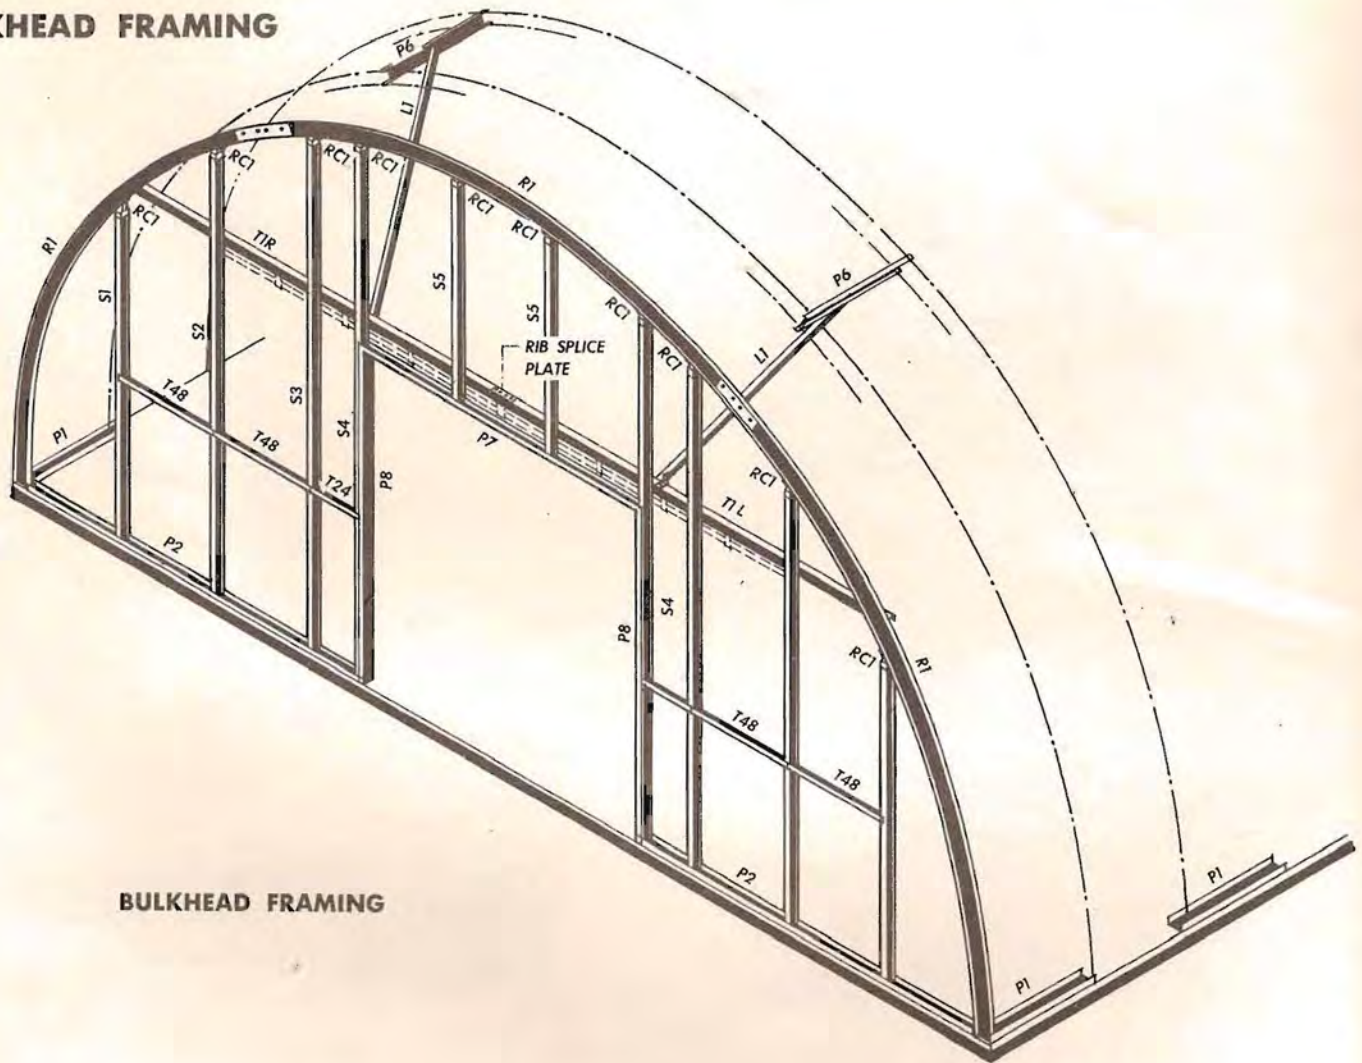 KHEAD FRAMING
P6
L1
RC1
RC1
RC1
R1
RC1
RC1
RC1
R1
T1R
S1
S5
P6
S2
S5
RC1
RIB SPLICE
PLATE
L1
RC1
T48
S3
S4
P1
T48
P7
P8
RC1
T24
T1 L
P2
S4
P8
RC1
R1
T48
T48
P2
P1
BULKHEAD FRAMING
P1